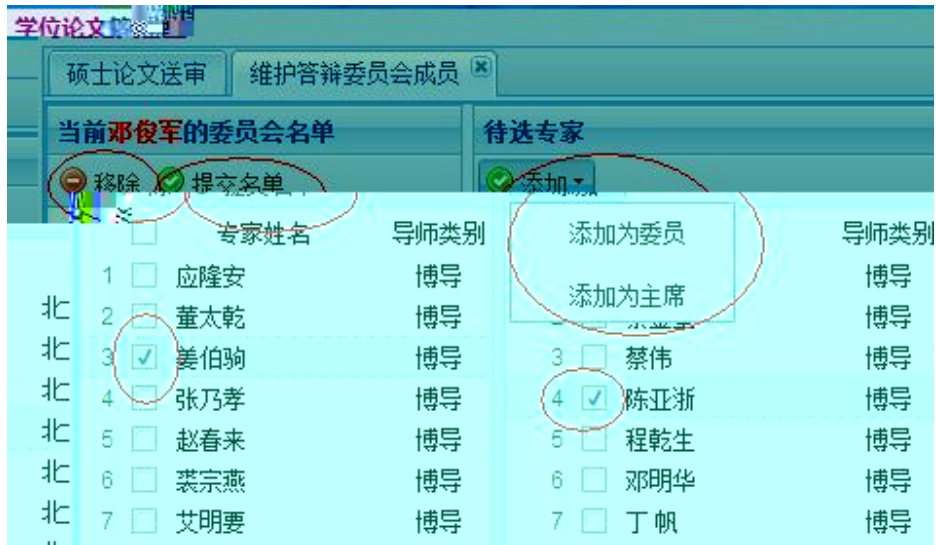 学位论文
硕士论文送审 维护答辩委员会成员
当前邓俊军的委员会名单 待选专家
移除 提交名单 添加
专家姓名 导师类别 添加为委员 导师类别
1 应隆安 博导 博导
北 2 董太乾 博导 添加为主席 博导
北 3 姜伯驹 博导 3 蔡伟 博导
北 4 张乃孝 博导 4 陈亚浙 博导
北 5 赵春来 博导 5 程乾生 博导
北 6 裘宗燕 博导 6 邓明华 博导
北 7 艾明要 博导 7 丁帆 博导